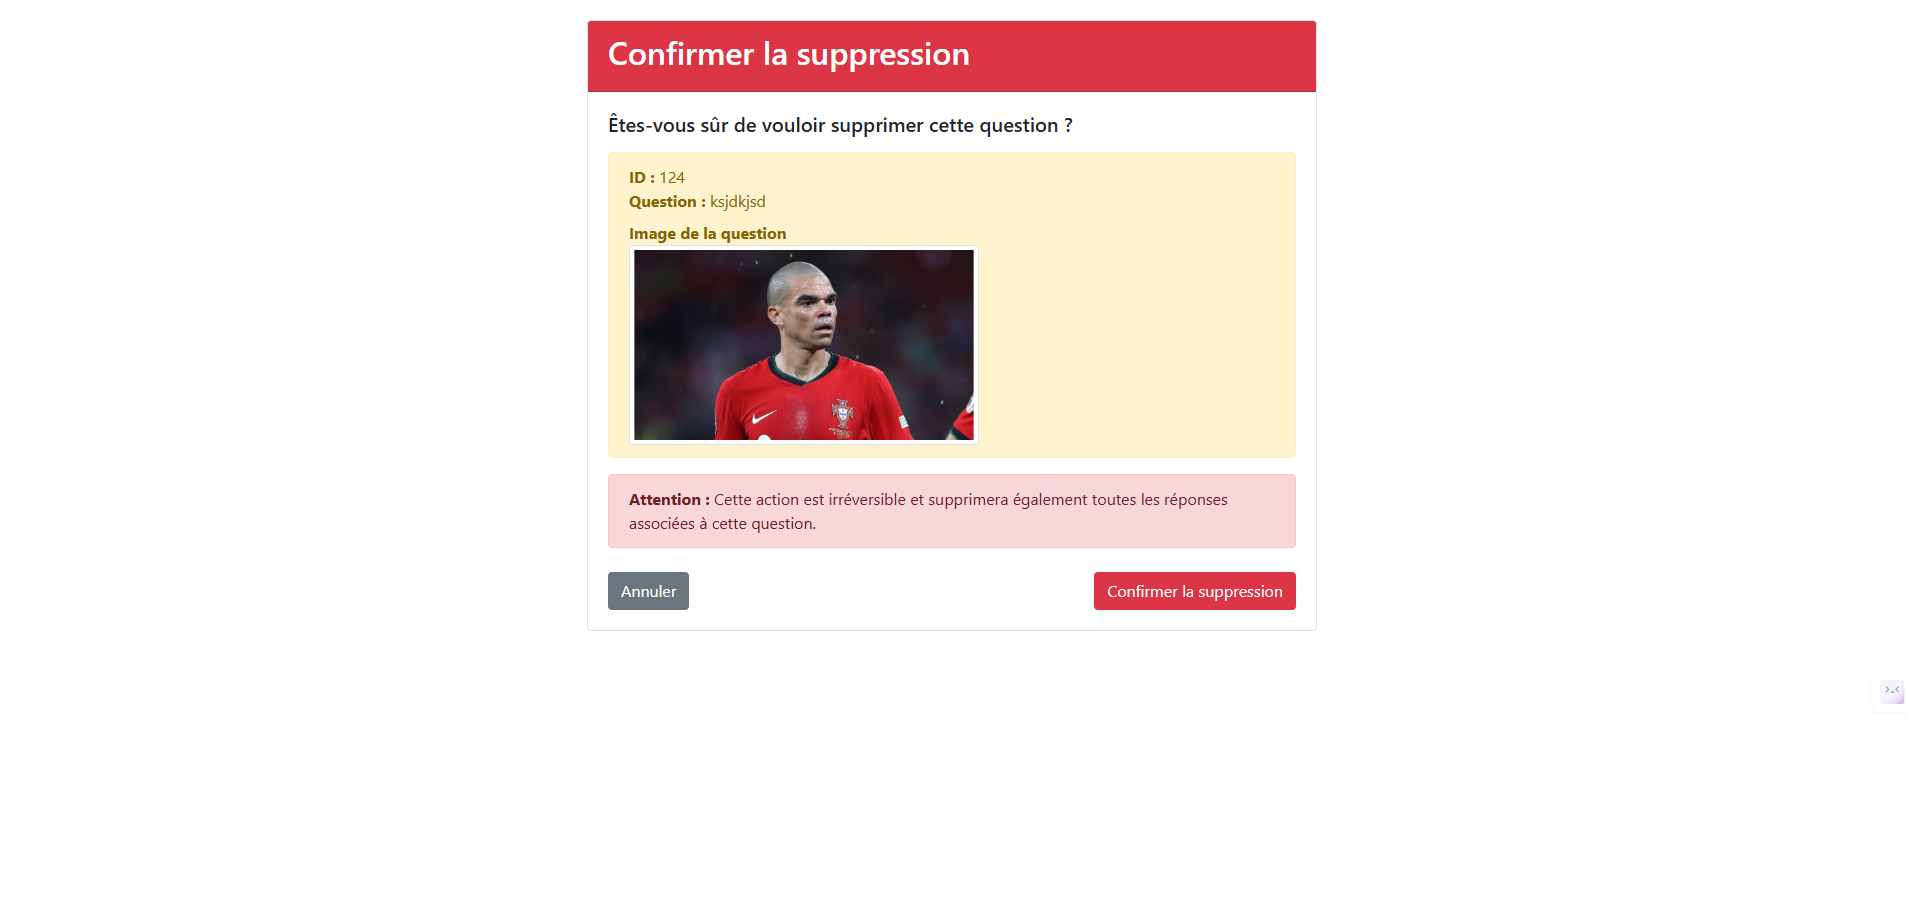 Confirmer la suppression
Êtes-vous sûr de vouloir supprimer cette question ?
ID : 124
Question : ksjdkjsd
Image de la question
Attention : Cette action est irréversible et supprimera également toutes les réponses
associées à cette question.
Annuler
Confirmer la suppression